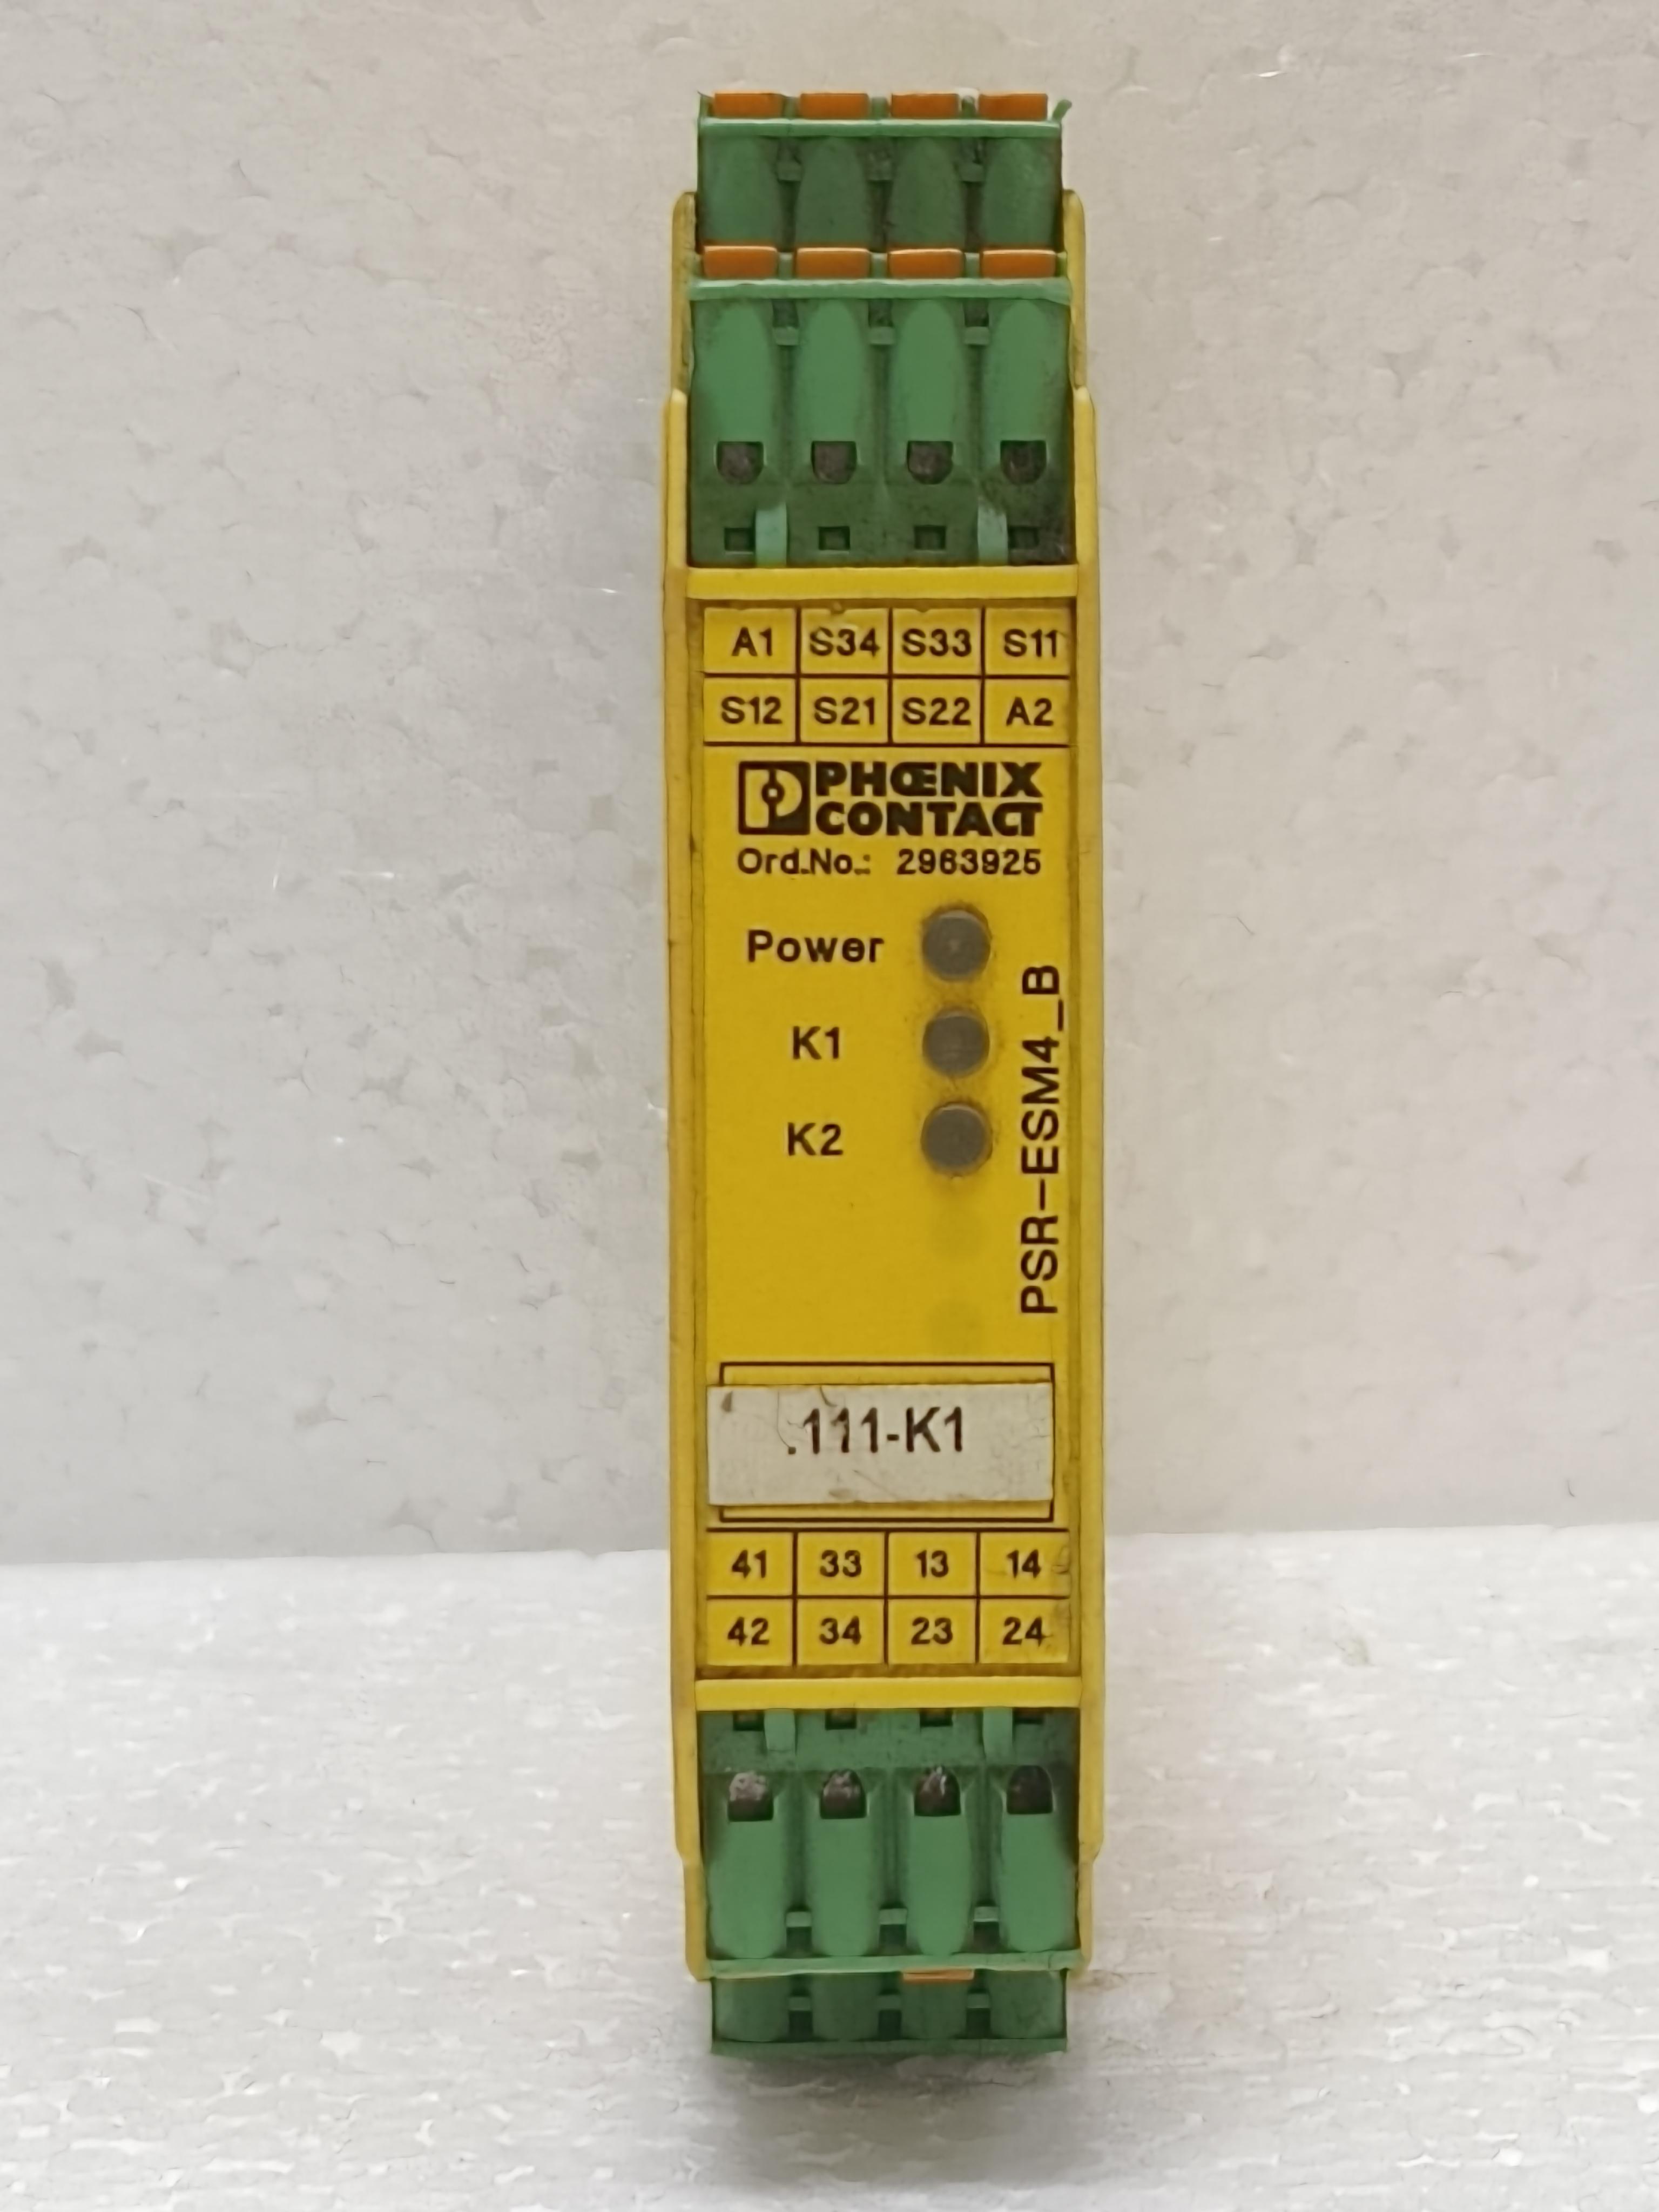 A1 S34 S33 S11
S12 S21 S22 A2
PHŒNIX
CONTACT
Ord.No.: 2963925
Power
K1
K2
PSR-ESM4_B
.111-K1
41 33 13 14
42 34 23 24